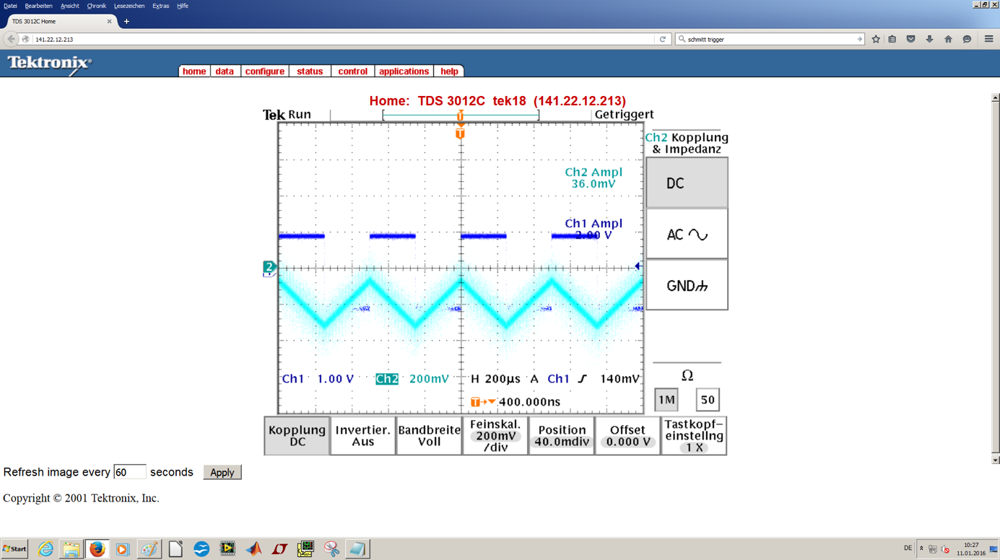 Datei Bearbeiten Ansicht Chronik Lesezeichen Extras Hilfe
TDS 3012C Home
141.22.12.213
schmitt trigger
Tektronix®
home data configure status control applications help
Home: TDS 3012C tek18 (141.22.12.213)
Tek Run
T
Getriggert
T
Ch2 Kopplung
& Impedanz
DC
AC
GND
Ch2 Ampl
36.0mV
Ch1 Ampl
2.00 V
2
Ch1 1.00 V Ch2 200mV H 200µs A Ch1 140mV
T 400.000ns
Ω
1M 50
Kopplung
DC
Invertier.
Aus
Bandbreite
Voll
Feinskal.
200mV
/div
Position
40.0mdiv
Offset
0.000 V
Tastkopf-
einstellng
1 X
Refresh image every 60 seconds Apply
Copyright © 2001 Tektronix, Inc.
Start
DE
10:27
11.01.2016